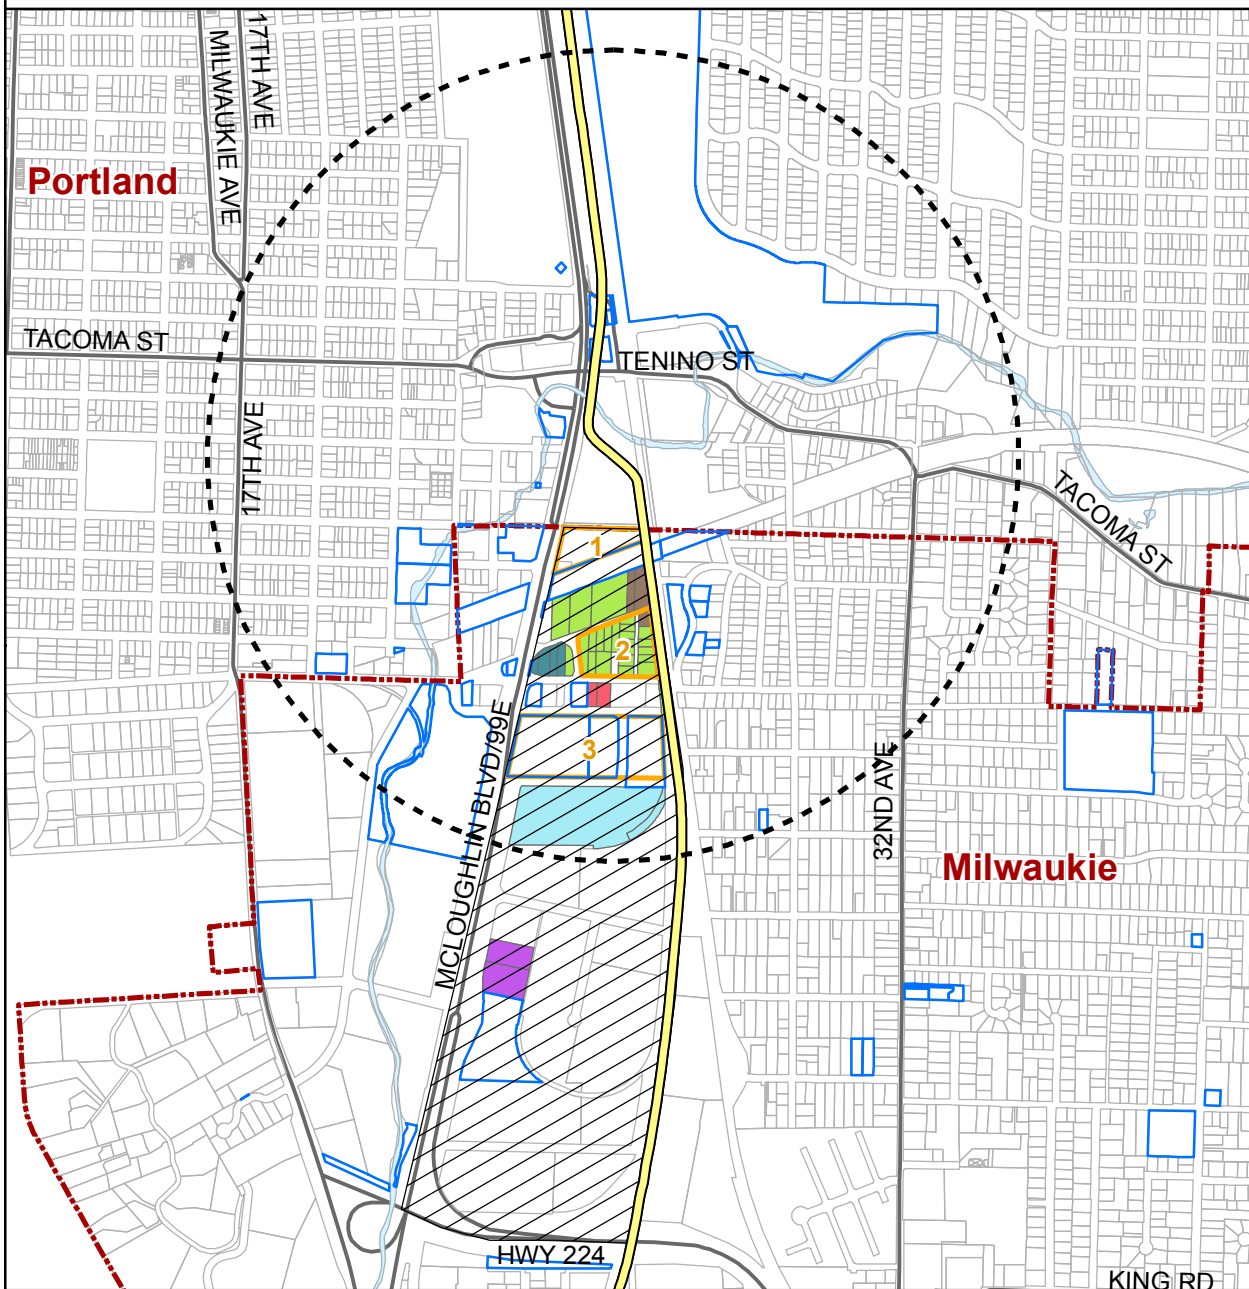 17TH AVE
MILWAUKIE AVE
Portland
TACOMA ST
TENINO ST
17TH AVE
TACOMA ST
1
2
3
MCLOUGHLIN BLVD/99E
32ND AVE
Milwaukie
HWY 224
KING RD